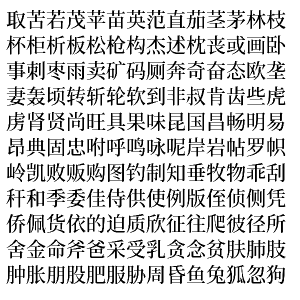 取苦若茂苹苗英范直茄茎茅林枝
杯柜析板松枪构杰述枕丧或画卧
事刺枣雨卖矿码厕奔奇奋态欧垄
妻轰顷转斩轮软到非叔肯齿些虎
虏肾贤尚旺具果味昆国昌畅明易
昂典固忠咐呼鸣咏呢岸岩帖罗帜
岭凯败贩购图钓制知垂牧物乖刮
秆和季委佳侍供使例版侄侦侧凭
侨佩货依的迫质欣征往爬彼径所
舍金命斧爸采受乳贪念贫肤肺肢
肿胀朋股肥服胁周昏鱼兔狐忽狗